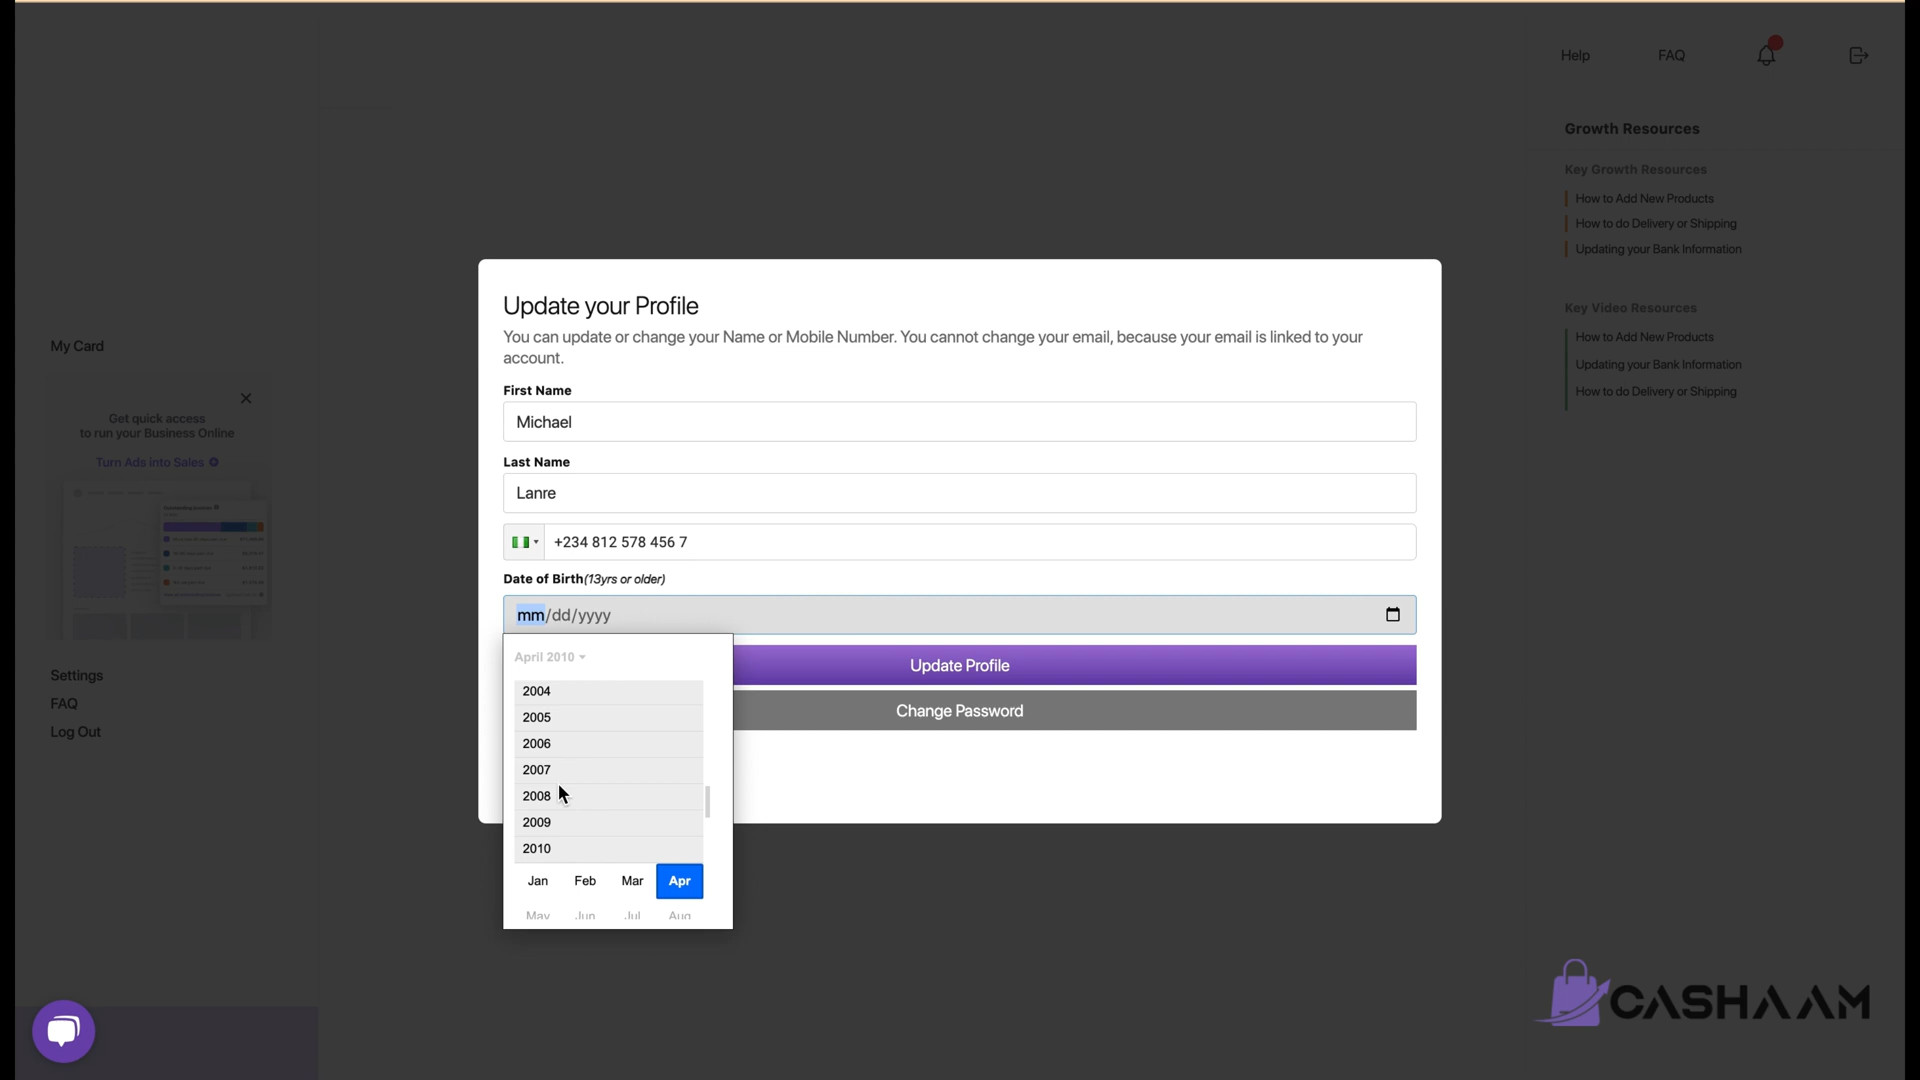 Help
FAQ
Growth Resources
Key Growth Resources
How to Add New Products
How to do Delivery or Shipping
Updating your Bank Information
Key Video Resources
How to Add New Products
Updating your Bank Information
How to do Delivery or Shipping
My Card
Get quick access
to run your Business Online
Turn Ads into Sales
Settings
FAQ
Log Out
Update your Profile
You can update or change your Name or Mobile Number. You cannot change your email, because your email is linked to your
account.
First Name
Michael
Last Name
Lanre
+234 812 578 456 7
Date of Birth(13yrs or older)
mm/dd/yyyy
Update Profile
Change Password
April 2010
2004
2005
2006
2007
2008
2009
2010
Jan Feb Mar Apr
May Jun Jul Aug
CASHAAM